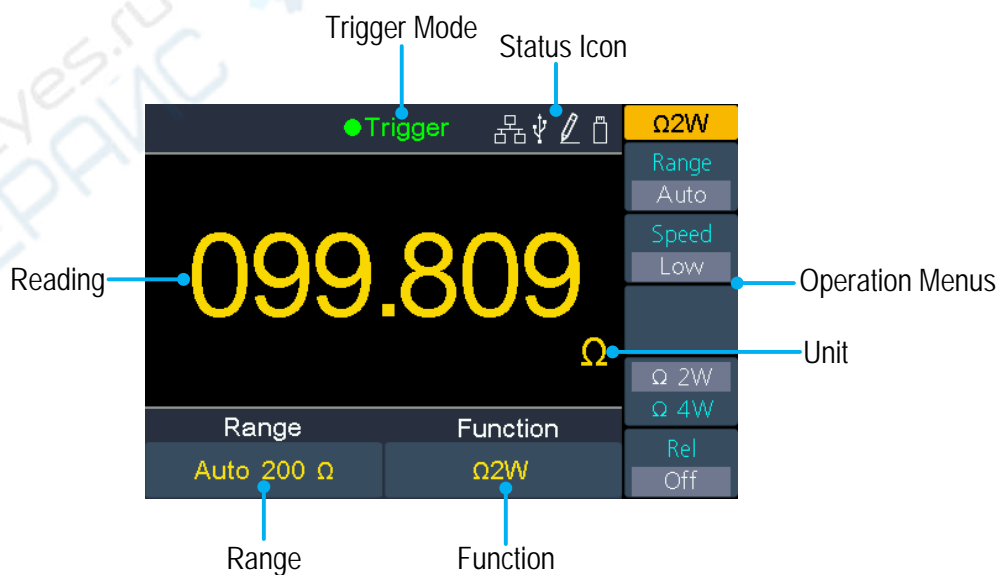 Trigger Mode
Status Icon
Trigger
Ω2W
Range
Auto
Speed
Low
099.809
Reading
Operation Menus
Ω
Unit
Ω 2W
Ω 4W
Range
Function
Rel
Off
Auto 200 Ω
Ω2W
Range
Function